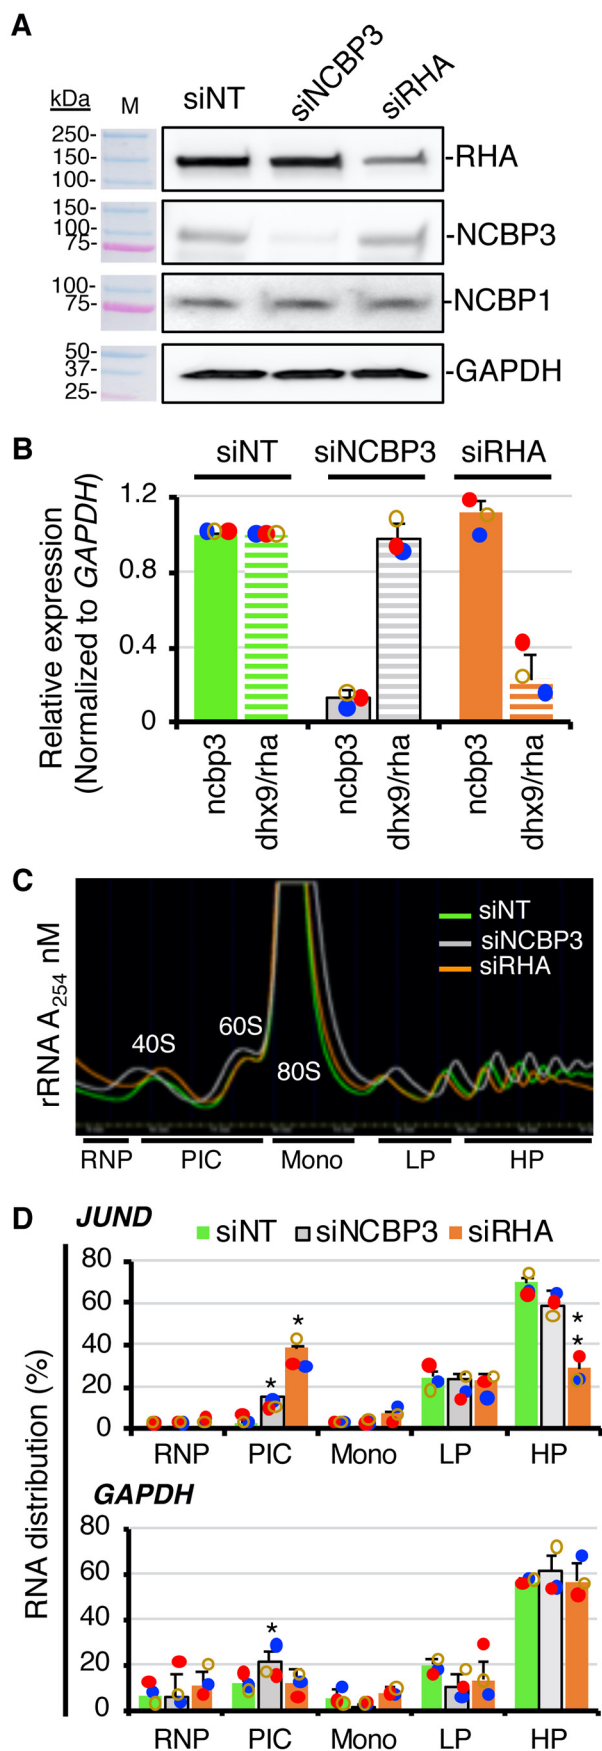 A
kDa M siNT siNCBP3 siRHA
250-
150-
100-
-RHA
150-
100-
75-
-NCBP3
100-
75-
-NCBP1
50-
37-
25-
-GAPDH
B
siNT siNCBP3 siRHA
Relative expression
(Normalized to GAPDH)
1.2
0.8
0.4
0
ncbp3 dhx9/rha ncbp3 dhx9/rha ncbp3 dhx9/rha
C
rRNA A254 nM
siNT
siNCBP3
siRHA
40S 60S 80S
RNP PIC Mono LP HP
D
JUND
siNT siNCBP3 siRHA
RNA distribution (%)
80
60
40
20
0
* * * *
RNP PIC Mono LP HP
GAPDH
80
60
40
20
0
*
RNP PIC Mono LP HP